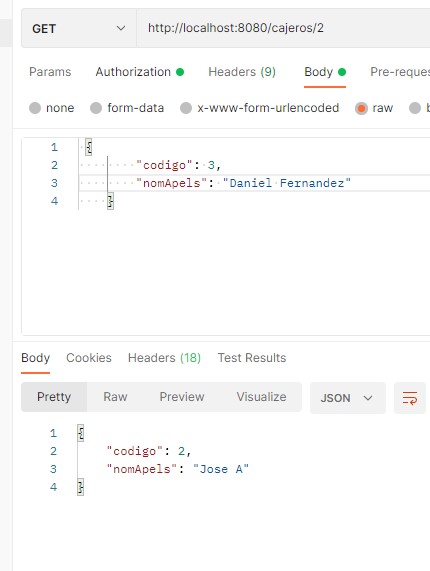 GET http://localhost:8080/cajeros/2
Params Authorization Headers (9) Body Pre-reques
none form-data x-www-form-urlencoded raw b
1 {
2 "codigo": 3,
3 "nomApels": "Daniel Fernandez"
4 }
Body Cookies Headers (18) Test Results
Pretty Raw Preview Visualize JSON
1 {
2 "codigo": 2,
3 "nomApels": "Jose A"
4 }